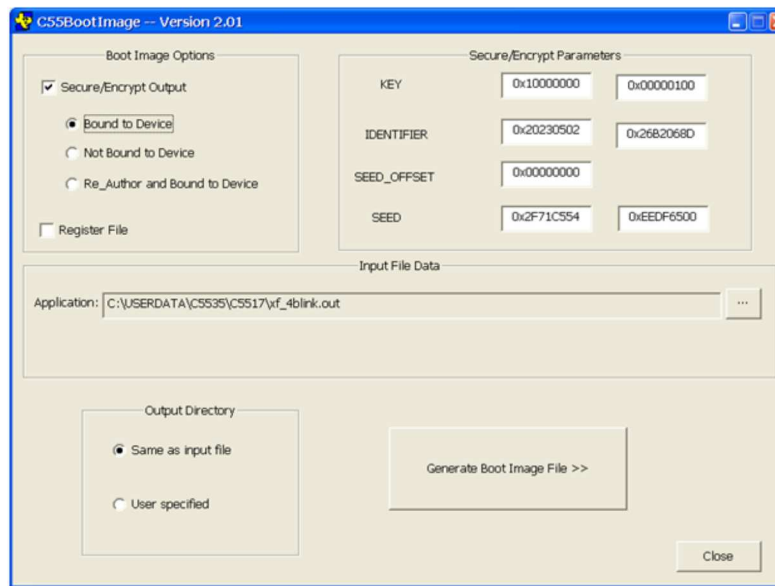 C55BootImage -- Version 2.01
Boot Image Options
Secure/Encrypt Output
Bound to Device
Not Bound to Device
Re_Author and Bound to Device
Register File
Secure/Encrypt Parameters
KEY 0x10000000 0x00000100
IDENTIFIER 0x20230502 0x26B2068D
SEED_OFFSET 0x00000000
SEED 0x2F71C554 0xEEDF6500
Input File Data
Application: C:\USERDATA\C5535\C5517\xf_4blink.out ...
Output Directory
Same as input file
User specified
Generate Boot Image File >>
Close